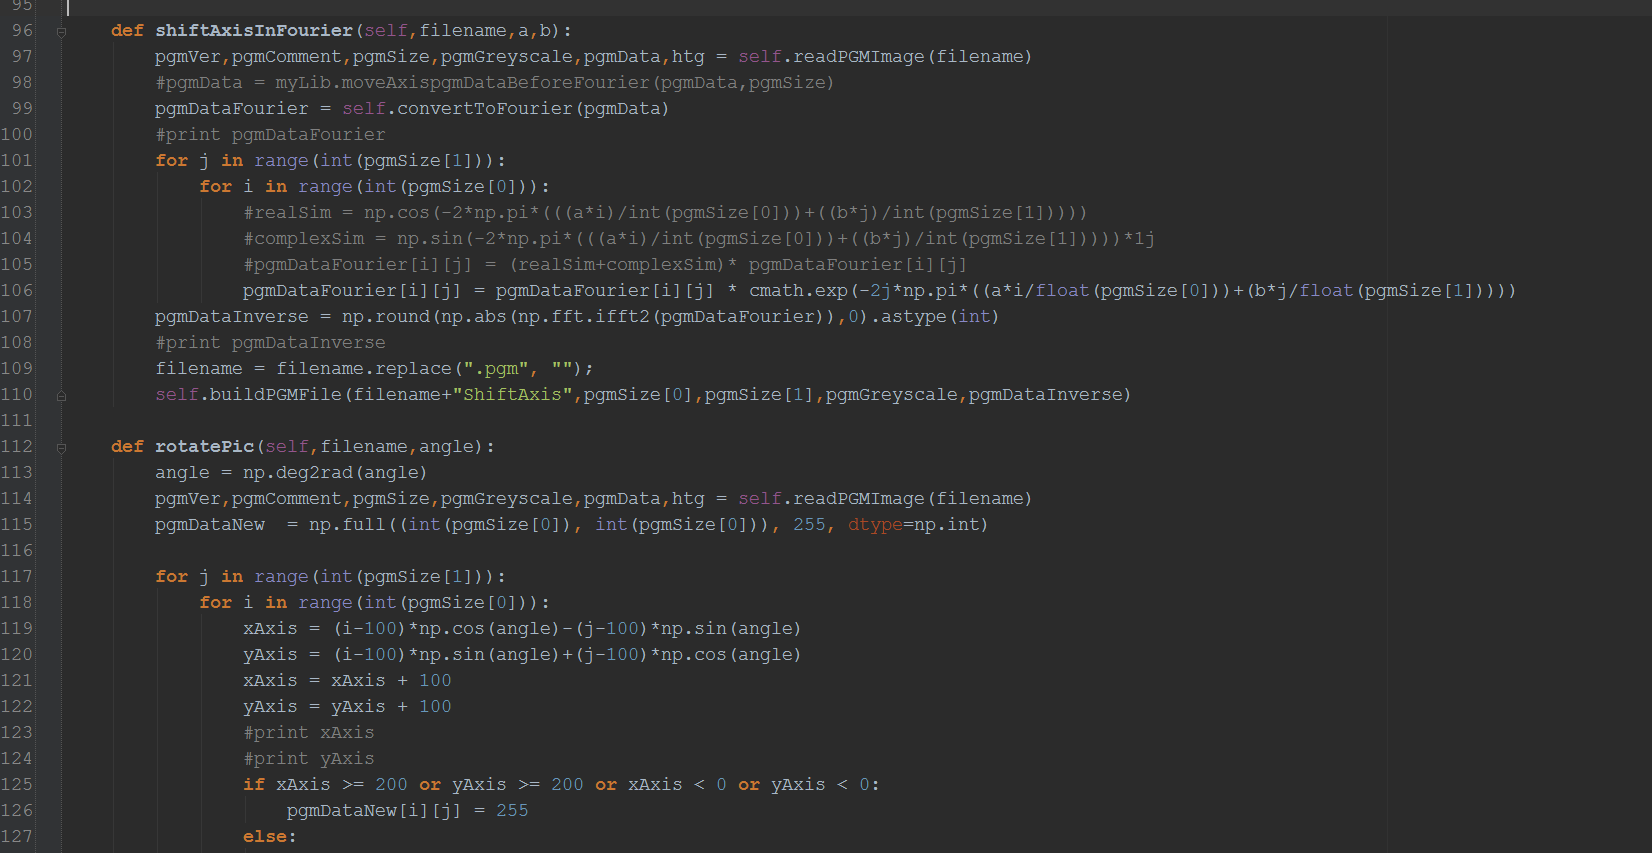 95
96 def shiftAxisInFourier(self,filename,a,b):
97 pgmVer,pgmComment,pgmSize,pgmGreyscale,pgmData,htg = self.readPGMImage(filename)
98 #pgmData = myLib.moveAxispgmDataBeforeFourier(pgmData,pgmSize)
99 pgmDataFourier = self.convertToFourier(pgmData)
100 #print pgmDataFourier
101 for j in range(int(pgmSize[1])):
102 for i in range(int(pgmSize[0])):
103 #realSim = np.cos(-2*np.pi*(((a*i)/int(pgmSize[0]))+((b*j)/int(pgmSize[1]))))
104 #complexSim = np.sin(-2*np.pi*(((a*i)/int(pgmSize[0]))+((b*j)/int(pgmSize[1]))))*1j
105 #pgmDataFourier[i][j] = (realSim+complexSim)* pgmDataFourier[i][j]
106 pgmDataFourier[i][j] = pgmDataFourier[i][j] * cmath.exp(-2j*np.pi*((a*i/float(pgmSize[0]))+(b*j/float(pgmSize[1]))))
107 pgmDataInverse = np.round(np.abs(np.fft.ifft2(pgmDataFourier)),0).astype(int)
108 #print pgmDataInverse
109 filename = filename.replace(".pgm", "");
110 self.buildPGMFile(filename+"ShiftAxis",pgmSize[0],pgmSize[1],pgmGreyscale,pgmDataInverse)
111
112 def rotatePic(self,filename,angle):
113 angle = np.deg2rad(angle)
114 pgmVer,pgmComment,pgmSize,pgmGreyscale,pgmData,htg = self.readPGMImage(filename)
115 pgmDataNew  = np.full((int(pgmSize[0]), int(pgmSize[0])), 255, dtype=np.int)
116
117 for j in range(int(pgmSize[1])):
118 for i in range(int(pgmSize[0])):
119 xAxis = (i-100)*np.cos(angle)-(j-100)*np.sin(angle)
120 yAxis = (i-100)*np.sin(angle)+(j-100)*np.cos(angle)
121 xAxis = xAxis + 100
122 yAxis = yAxis + 100
123 #print xAxis
124 #print yAxis
125 if xAxis >= 200 or yAxis >= 200 or xAxis < 0 or yAxis < 0:
126 pgmDataNew[i][j] = 255
127 else: